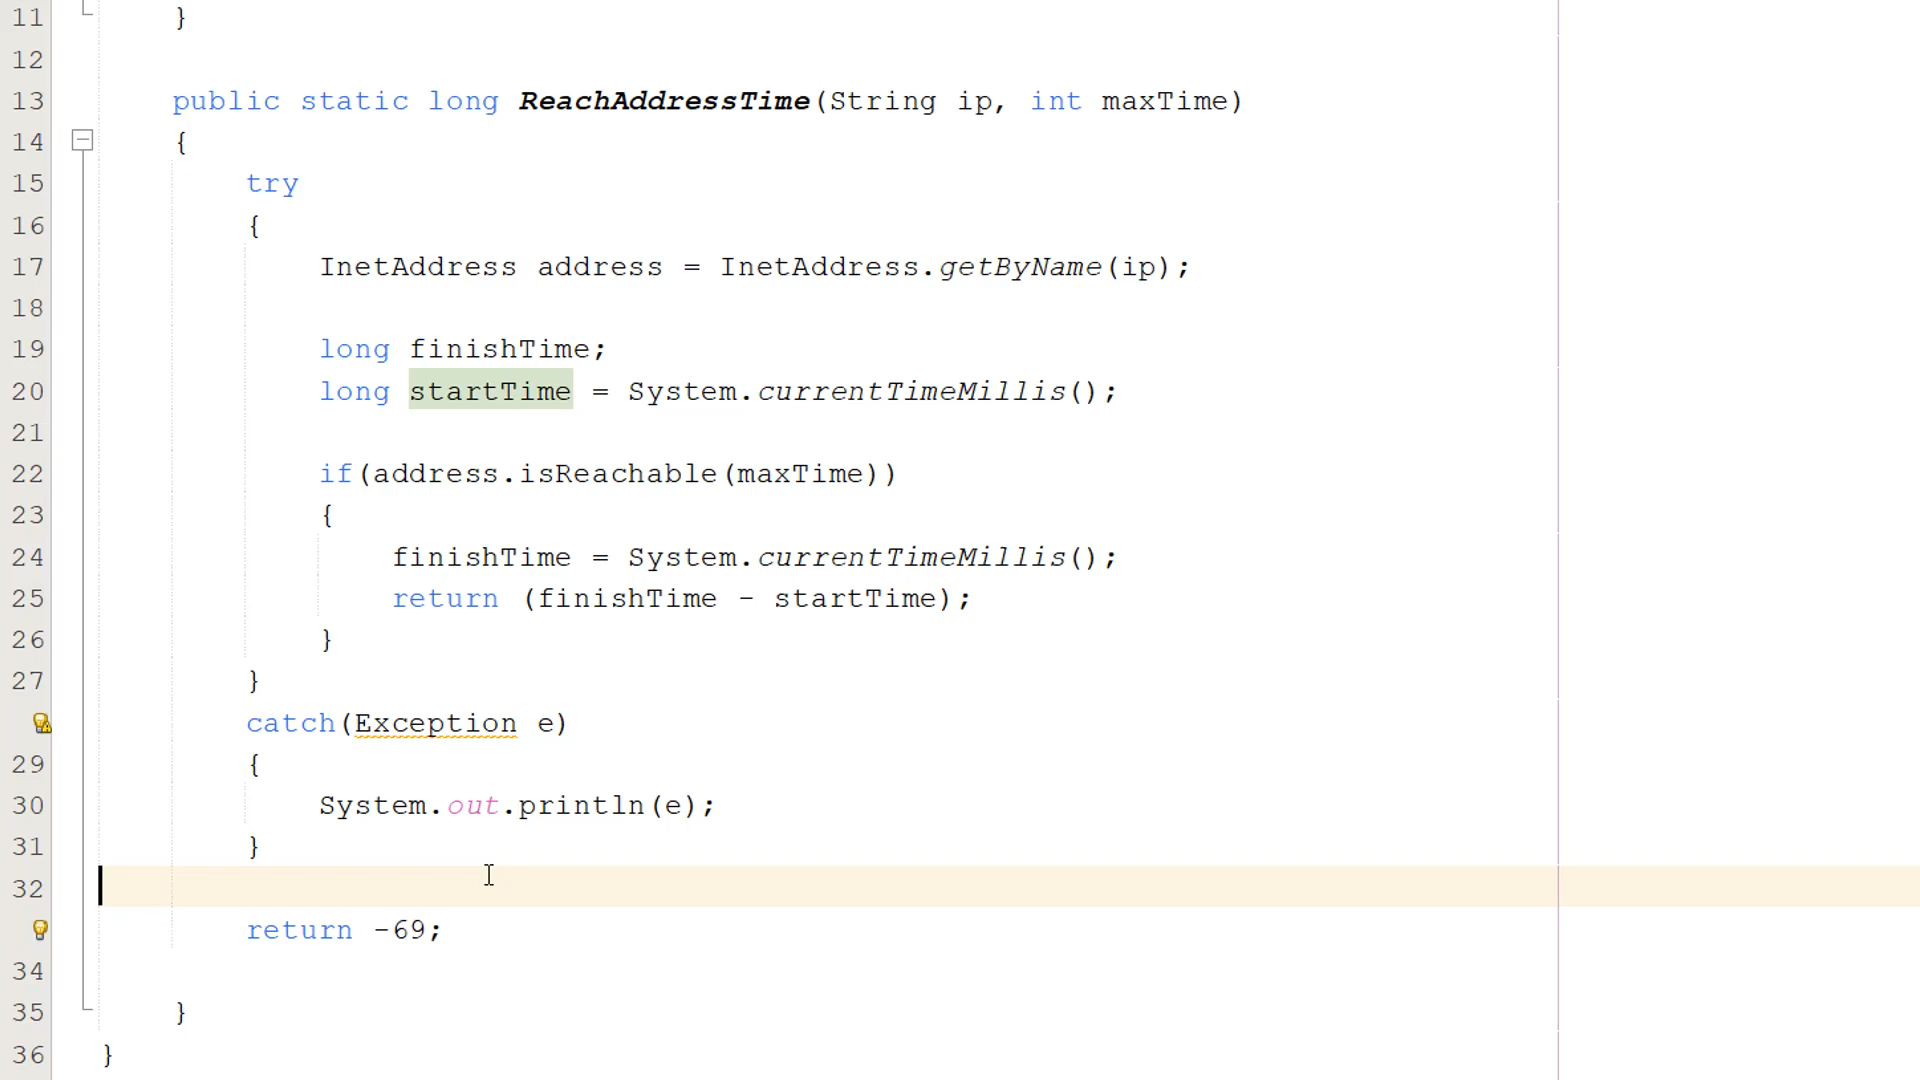 11 }
12
13 public static long ReachAddressTime(String ip, int maxTime)
14 {
15 try
16 {
17 InetAddress address = InetAddress.getByName(ip);
18
19 long finishTime;
20 long startTime = System.currentTimeMillis();
21
22 if(address.isReachable(maxTime))
23 {
24 finishTime = System.currentTimeMillis();
25 return (finishTime - startTime);
26 }
27 }
catch(Exception e)
29 {
30 System.out.println(e);
31 }
32
return -69;
34
35 }
36 }